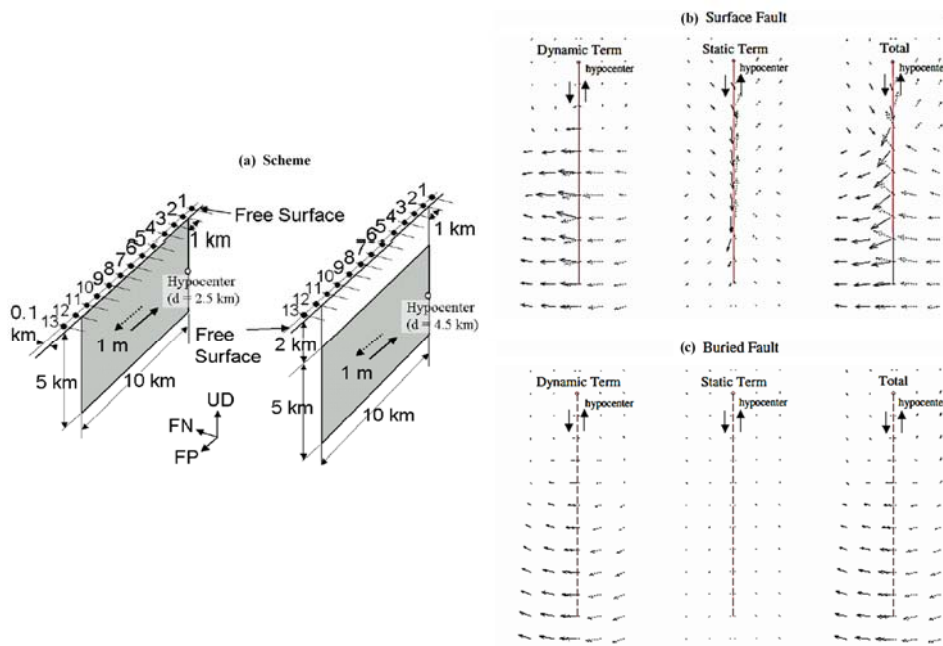 (a) Scheme
1
2
3
4
5
6
7
8
9
10
11
12
13
Free Surface
1 km
Hypocenter
(d = 2.5 km)
0.1
km
1 m
5 km
10 km
UD
FN
FP
1
2
3
4
5
6
7
8
9
10
11
12
13
1 km
Hypocenter
(d = 4.5 km)
Free
Surface
2 km
1 m
5 km
10 km
(b) Surface Fault
Dynamic Term
hypocenter
Static Term
hypocenter
Total
hypocenter
(c) Buried Fault
Dynamic Term
hypocenter
Static Term
hypocenter
Total
hypocenter